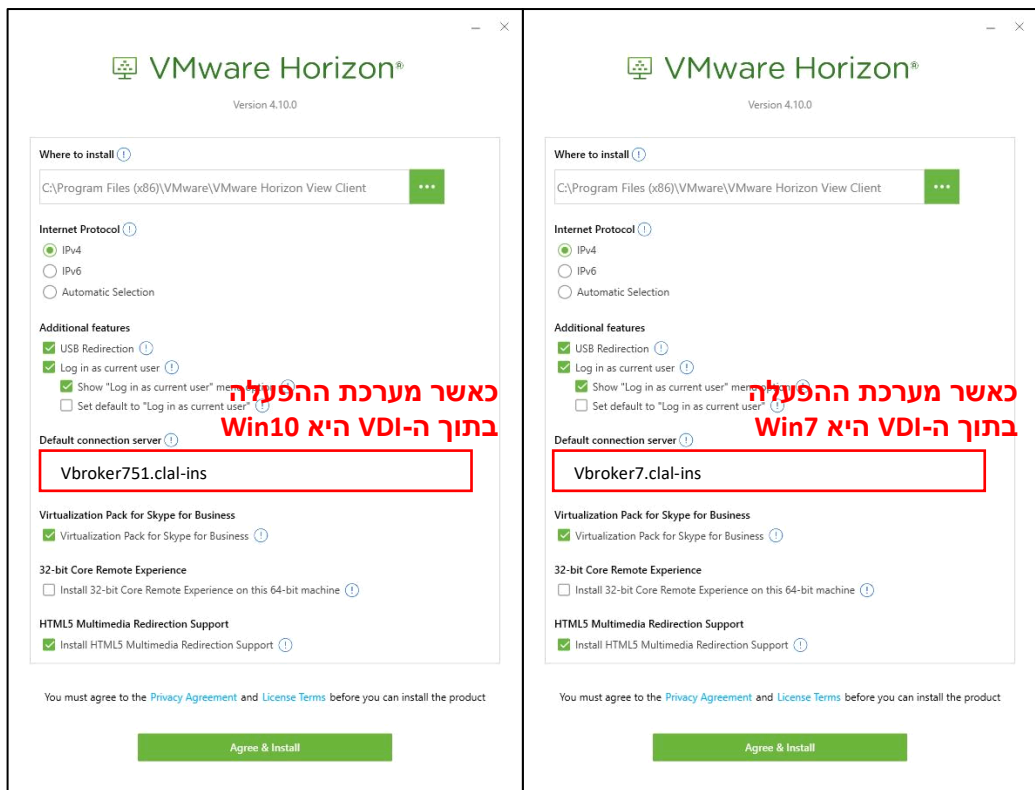 VMware Horizon®
Version 4.10.0
Where to install
C:\Program Files (x86)\VMware\VMware Horizon View Client
Internet Protocol
IPv4
IPv6
Automatic Selection
Additional features
USB Redirection
Log in as current user
Show "Log in as current user" menu option
Set default to "Log in as current user"
כאשר מערכת ההפעלה
בתוך ה-VDI היא Win10
Default connection server
Vbroker751.clal-ins
Virtualization Pack for Skype for Business
Virtualization Pack for Skype for Business
32-bit Core Remote Experience
Install 32-bit Core Remote Experience on this 64-bit machine
HTML5 Multimedia Redirection Support
Install HTML5 Multimedia Redirection Support
You must agree to the Privacy Agreement and License Terms before you can install the product
Agree & Install
VMware Horizon®
Version 4.10.0
Where to install
C:\Program Files (x86)\VMware\VMware Horizon View Client
Internet Protocol
IPv4
IPv6
Automatic Selection
Additional features
USB Redirection
Log in as current user
Show "Log in as current user" menu option
Set default to "Log in as current user"
כאשר מערכת ההפעלה
בתוך ה-VDI היא Win7
Default connection server
Vbroker7.clal-ins
Virtualization Pack for Skype for Business
Virtualization Pack for Skype for Business
32-bit Core Remote Experience
Install 32-bit Core Remote Experience on this 64-bit machine
HTML5 Multimedia Redirection Support
Install HTML5 Multimedia Redirection Support
You must agree to the Privacy Agreement and License Terms before you can install the product
Agree & Install